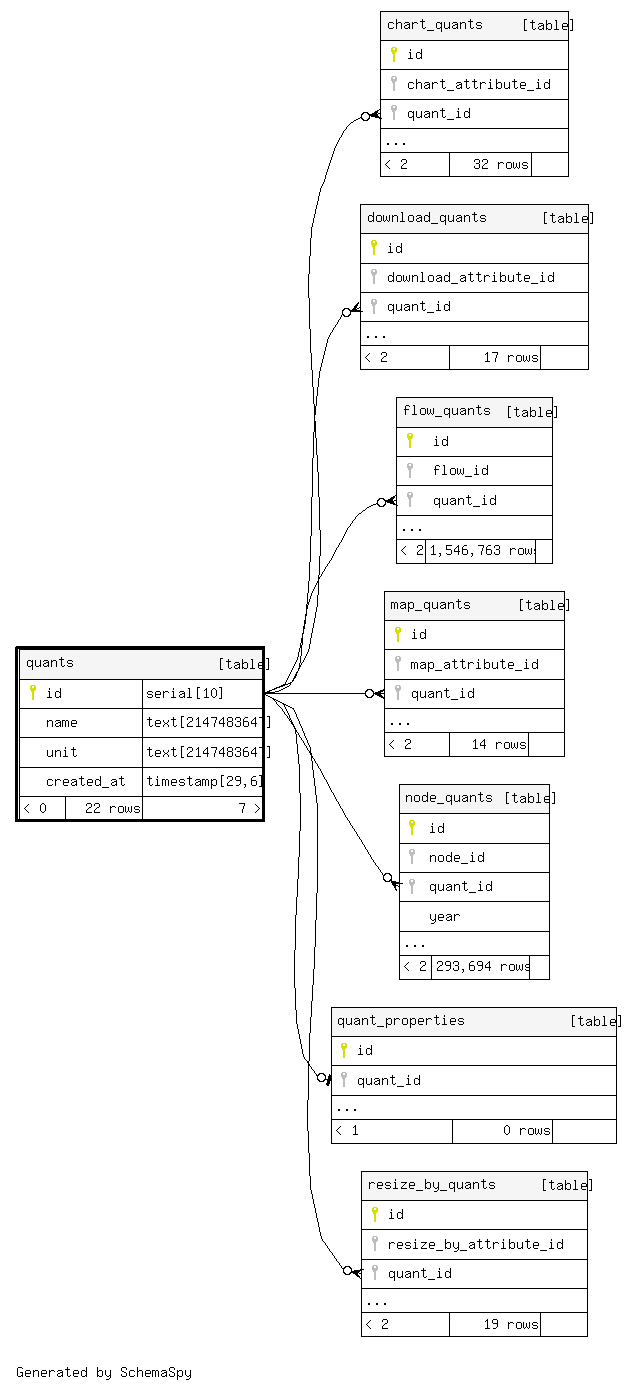 chart_quants [table]
id
chart_attribute_id
quant_id
...
< 2 32 rows
download_quants [table]
id
download_attribute_id
quant_id
...
< 2 17 rows
flow_quants [table]
id
flow_id
quant_id
...
< 2 1,546,763 rows
map_quants [table]
id
map_attribute_id
quant_id
...
< 2 14 rows
quants [table]
id serial[10]
name text[2147483647]
unit text[2147483647]
created_at timestamp[29,6]
< 0 22 rows 7 >
node_quants [table]
id
node_id
quant_id
year
...
< 2 293,694 rows
quant_properties [table]
id
quant_id
...
< 1 0 rows
resize_by_quants [table]
id
resize_by_attribute_id
quant_id
...
< 2 19 rows
Generated by SchemaSpy